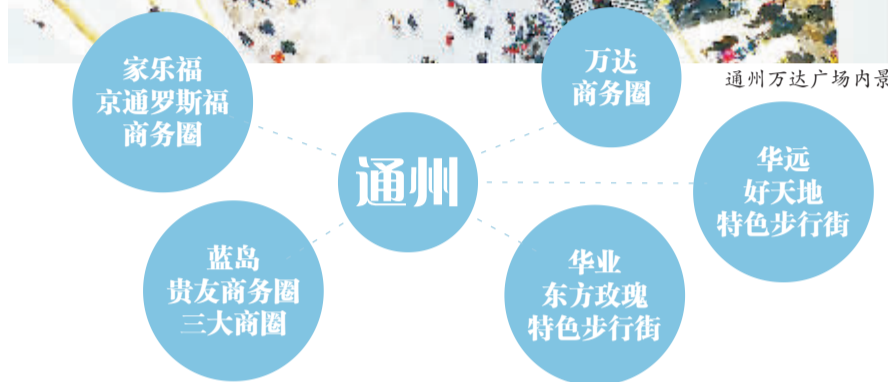 家乐福
京通罗斯福
商务圈
万达
商务圈
通州万达广场内景
通州
华远
好天地
特色步行街
蓝岛
贵友商务圈
三大商圈
华业
东方玫瑰
特色步行街